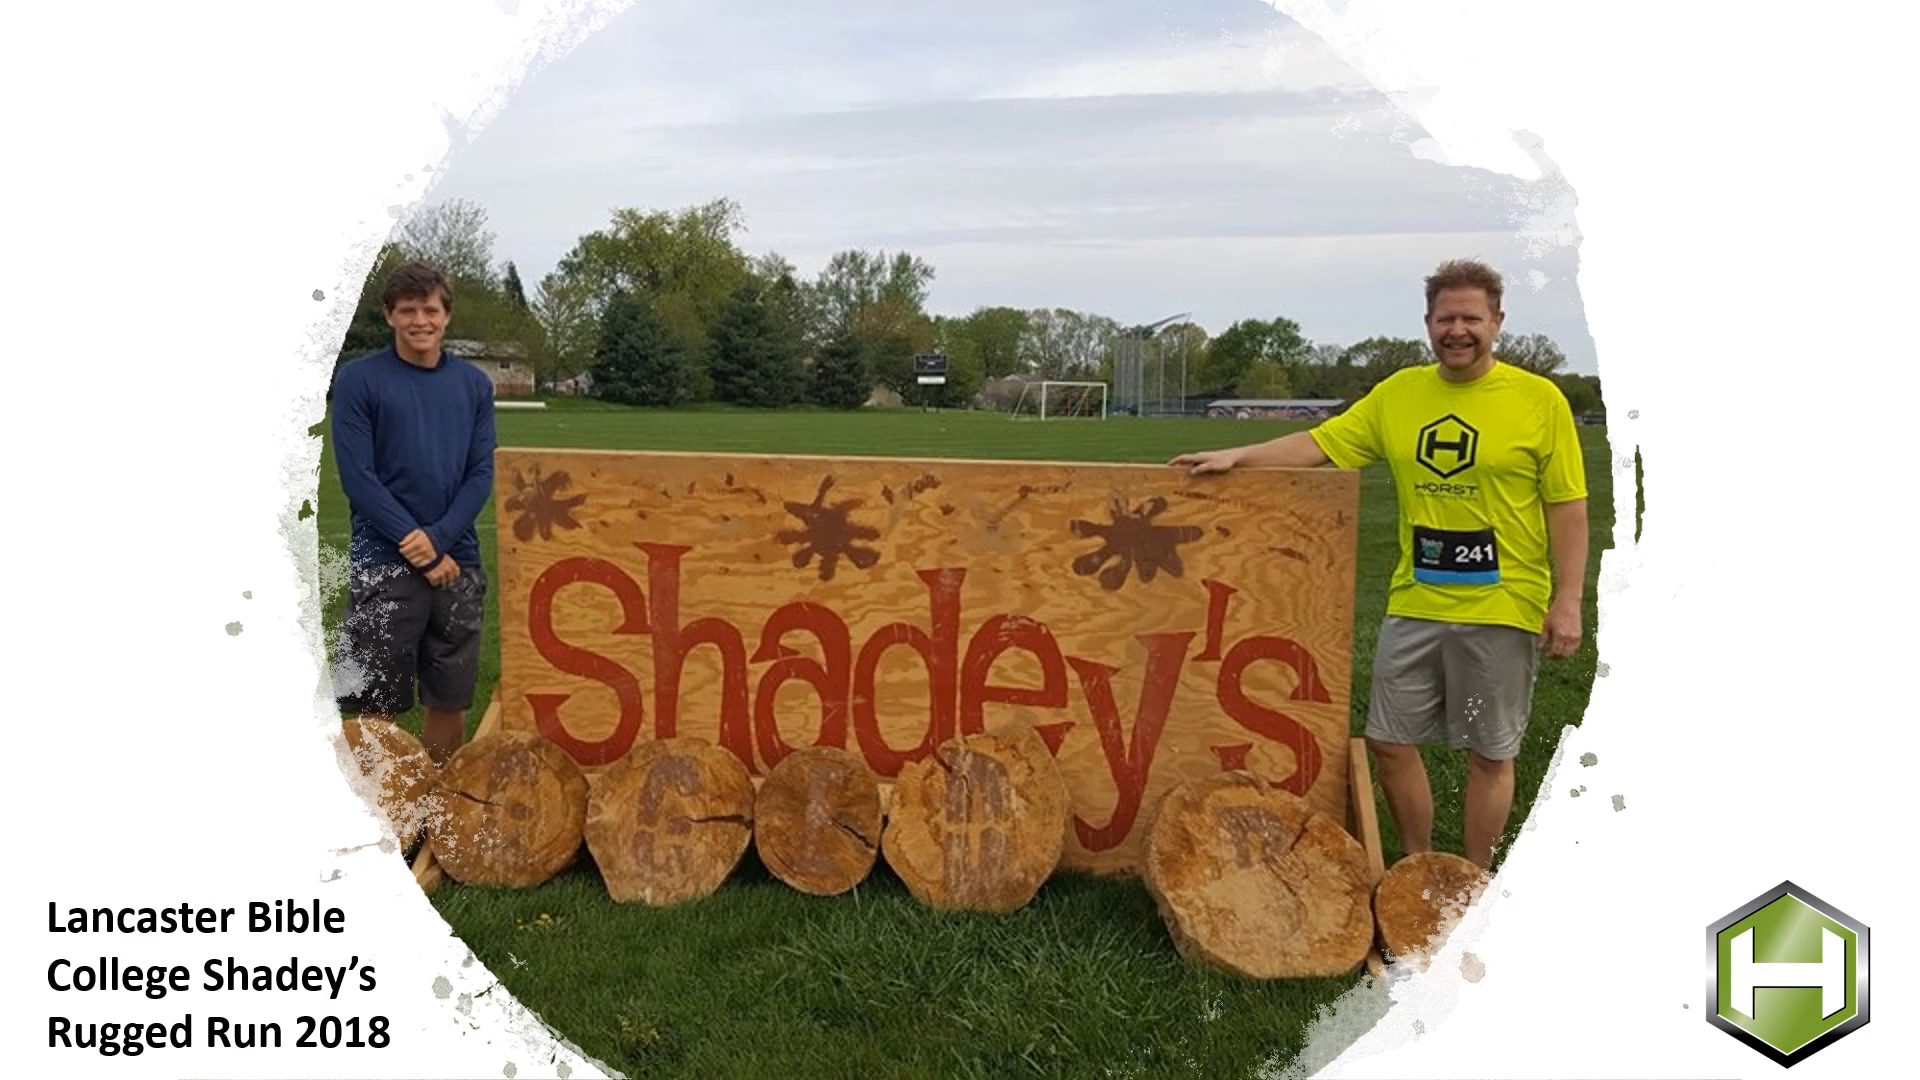 Shadey's
HORST
241
H
Lancaster Bible
College Shadey’s
Rugged Run 2018
H